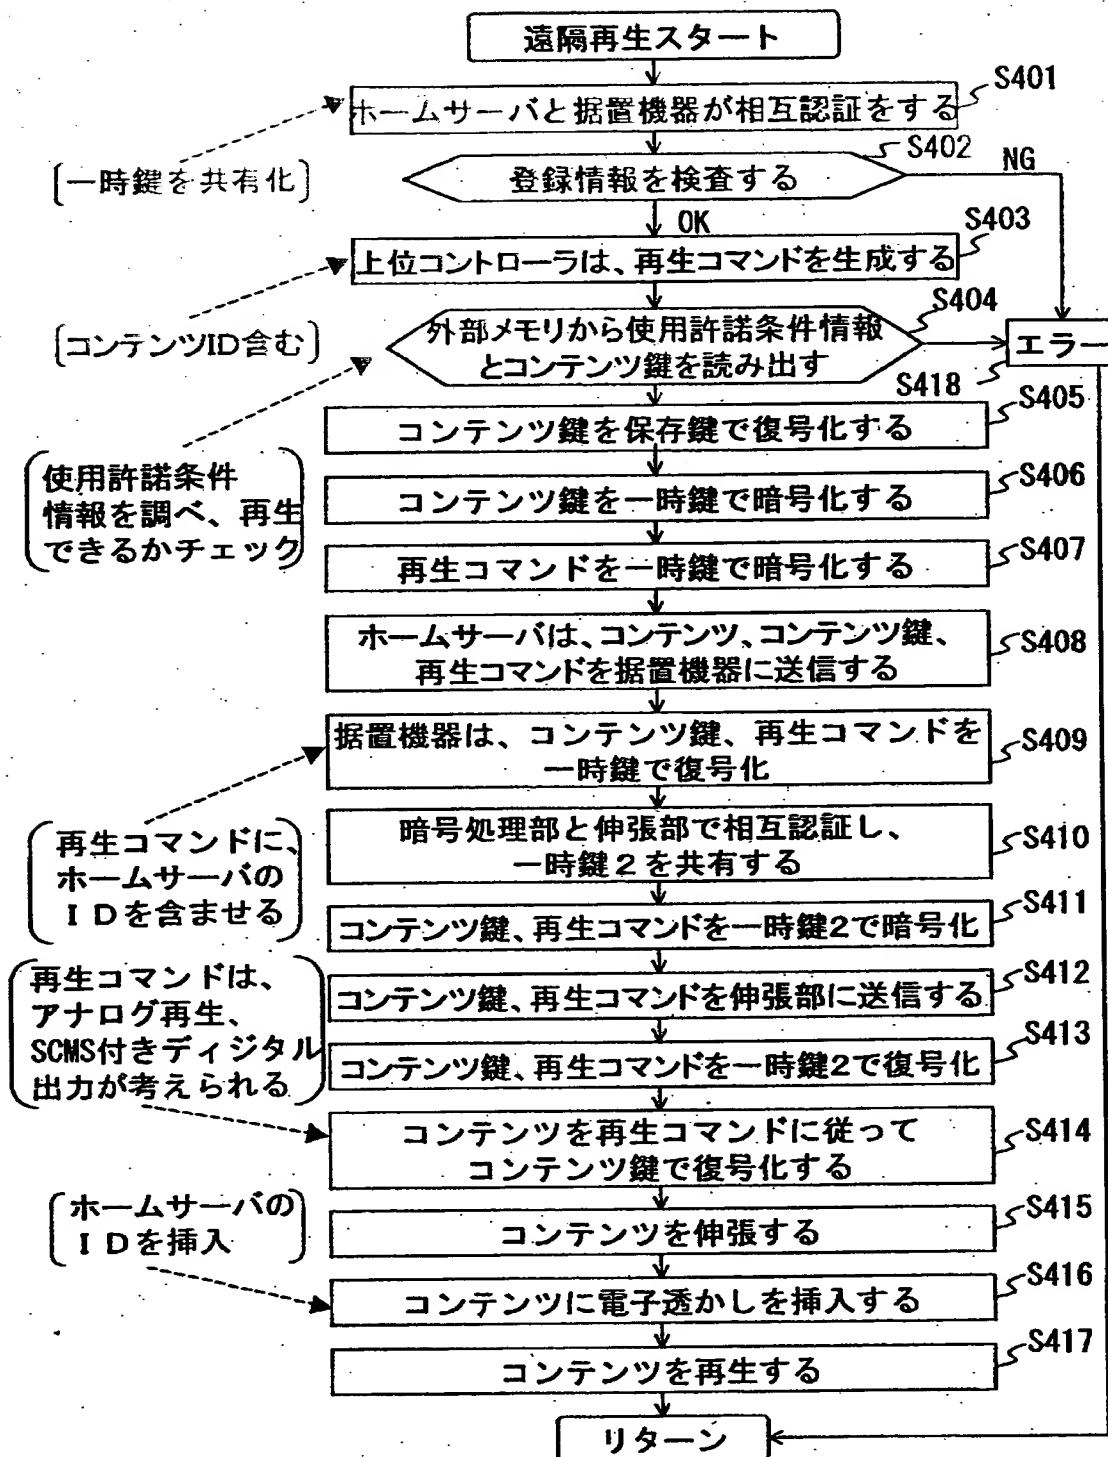 遠隔再生スタート
S401
ホームサーバと据置機器が相互認証をする
[一時鍵を共有化]
S402
登録情報を検査する
NG
OK
S403
上位コントローラは、再生コマンドを生成する
[コンテンツID含む]
S404
外部メモリから使用許諾条件情報
とコンテンツ鍵を読み出す
エラー
S418
使用許諾条件
情報を調べ、再生
できるかチェック
S405
コンテンツ鍵を保存鍵で復号化する
S406
コンテンツ鍵を一時鍵で暗号化する
S407
再生コマンドを一時鍵で暗号化する
S408
ホームサーバは、コンテンツ、コンテンツ鍵、
再生コマンドを据置機器に送信する
S409
据置機器は、コンテンツ鍵、再生コマンドを
一時鍵で復号化
再生コマンドに、
ホームサーバの
IDを含ませる
S410
暗号処理部と伸張部で相互認証し、
一時鍵2を共有する
S411
コンテンツ鍵、再生コマンドを一時鍵2で暗号化
S412
コンテンツ鍵、再生コマンドを伸張部に送信する
S413
コンテンツ鍵、再生コマンドを一時鍵2で復号化
再生コマンドは、
アナログ再生、
SCMS付きディジタル
出力が考えられる
S414
コンテンツを再生コマンドに従って
コンテンツ鍵で復号化する
S415
コンテンツを伸張する
ホームサーバの
IDを挿入
S416
コンテンツに電子透かしを挿入する
S417
コンテンツを再生する
リターン